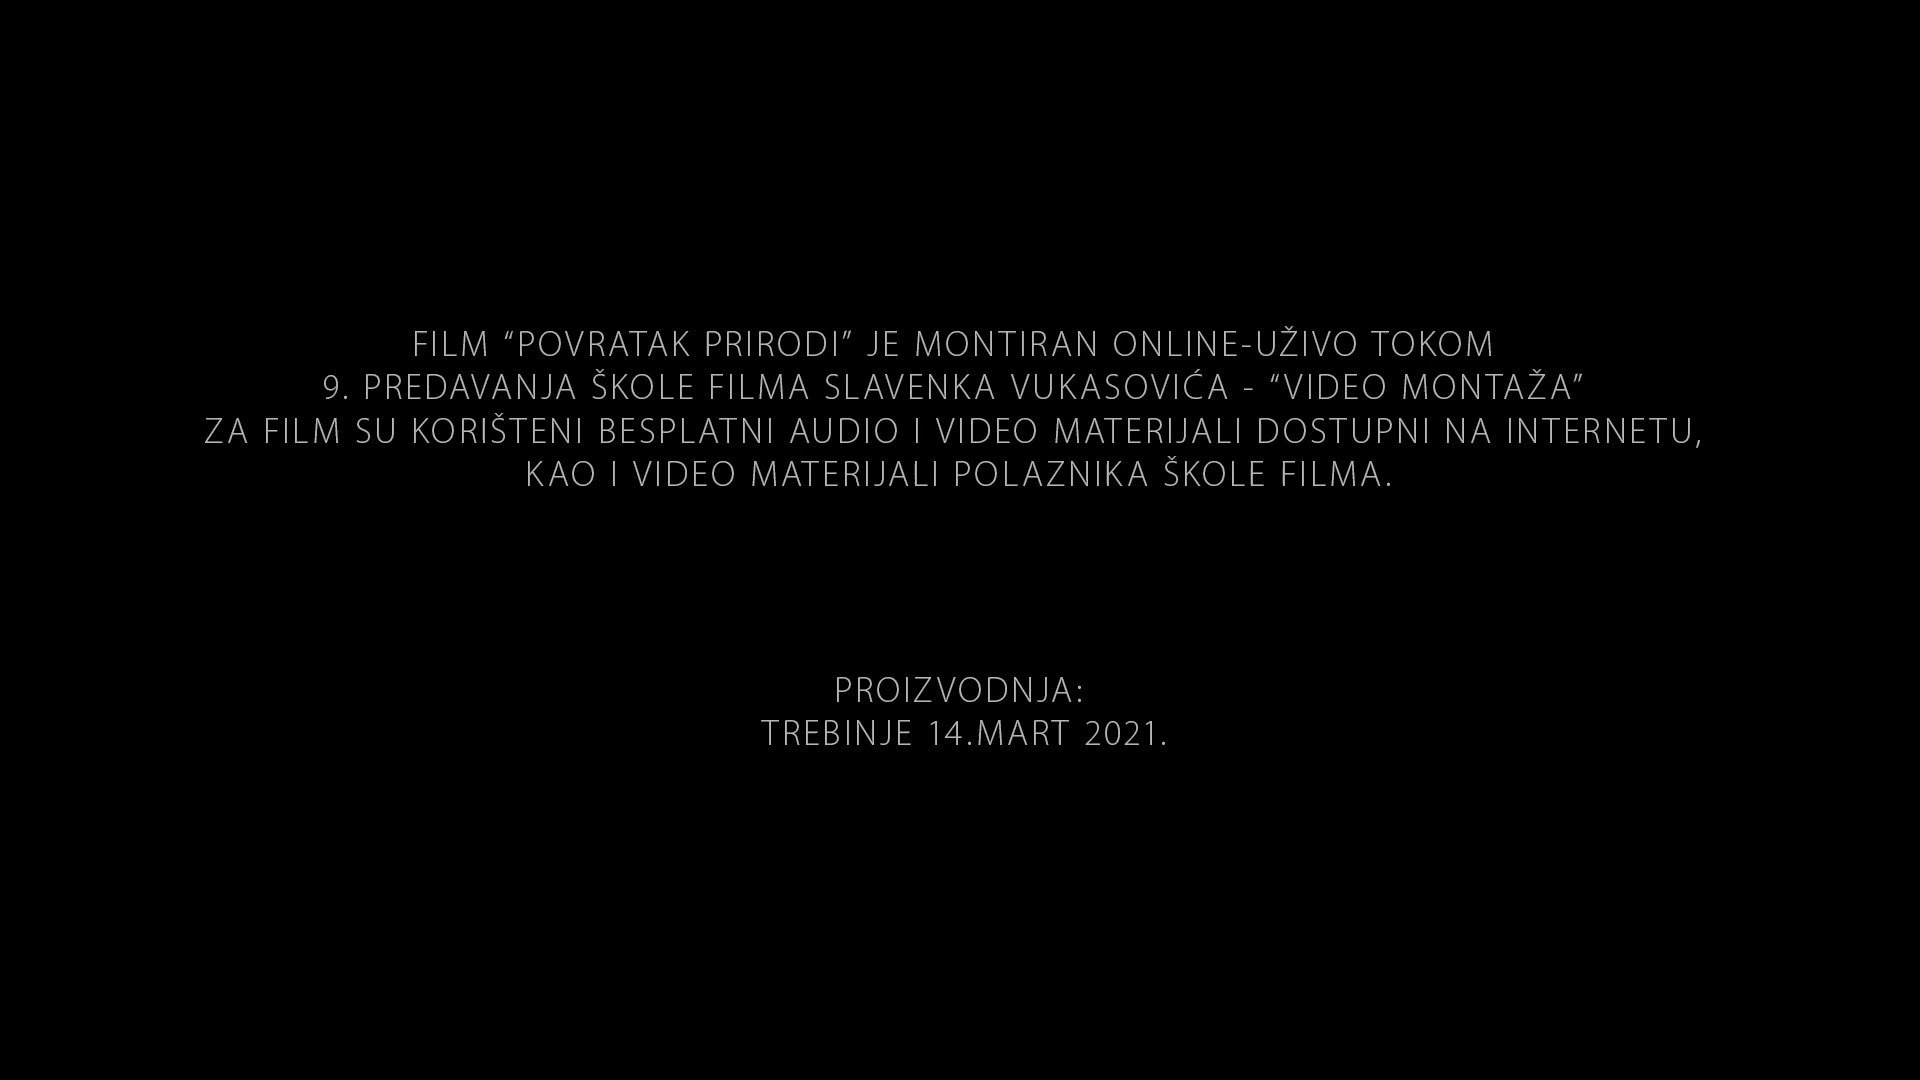 FILM “POVRATAK PRIRODI” JE MONTIRAN ONLINE-UŽIVO TOKOM
9. PREDAVANJA ŠKOLE FILMA SLAVENKA VUKASOVIĆA - “VIDEO MONTAŽA”
ZA FILM SU KORIŠTENI BESPLATNI AUDIO I VIDEO MATERIJALI DOSTUPNI NA INTERNETU,
KAO I VIDEO MATERIJALI POLAZNIKA ŠKOLE FILMA.
PROIZVODNJA:
TREBINJE 14.MART 2021.